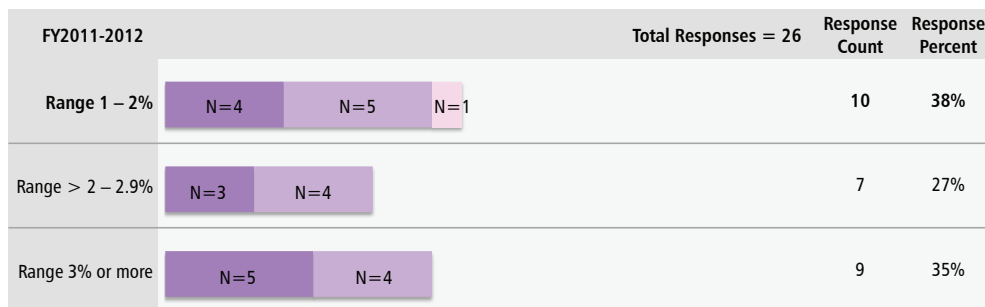 FY2011-2012 Total Responses = 26 Response Count Response Percent
Range 1 – 2% N=4 N=5 N=1 10 38%
Range > 2 – 2.9% N=3 N=4 7 27%
Range 3% or more N=5 N=4 9 35%